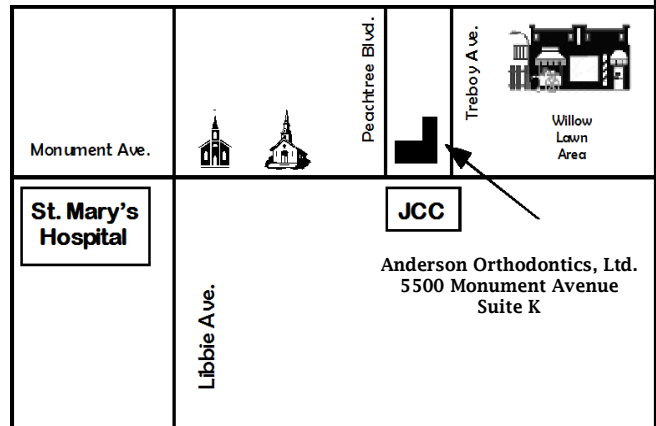 Peachtree Blvd.
Treboy Ave.
Monument Ave.
Willow
Lawn
Area
St. Mary's
Hospital
JCC
Anderson Orthodontics, Ltd.
5500 Monument Avenue
Suite K
Libbie Ave.